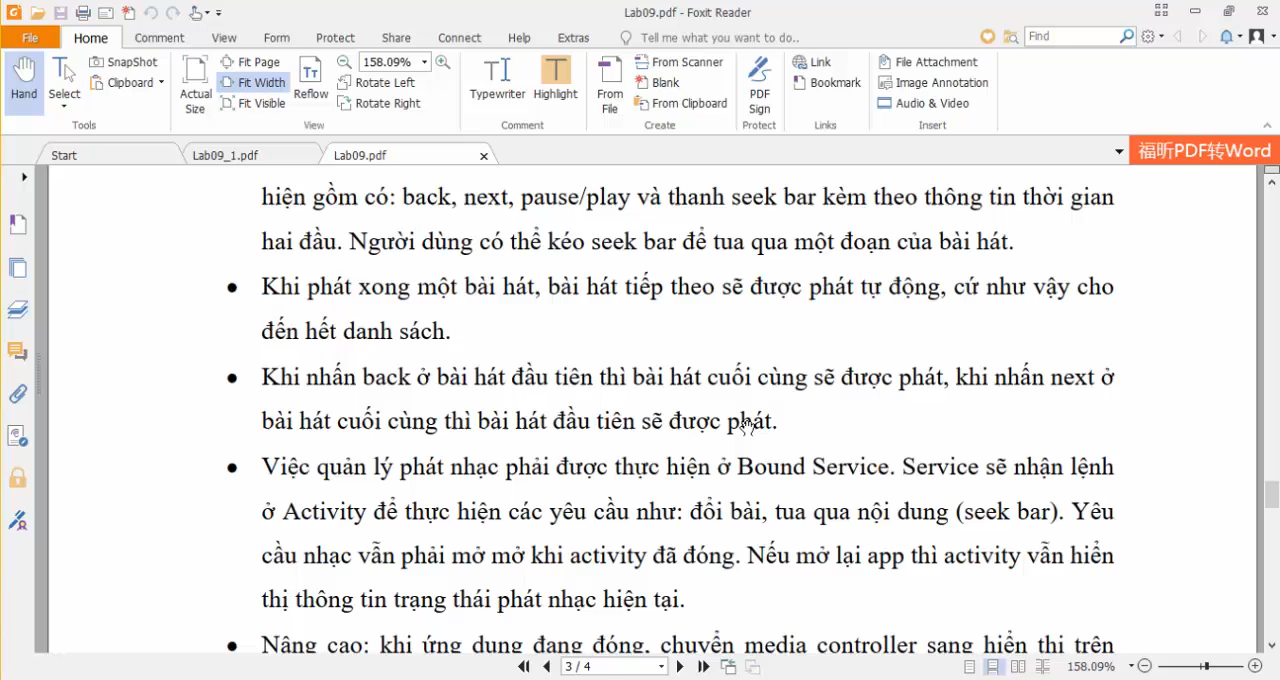 Lab09.pdf - Foxit Reader
File Home Comment View Form Protect Share Connect Help Extras Tell me what you want to do.. Find
Hand Select SnapShot Clipboard Actual Size Fit Page Fit Width Fit Visible Reflow 158.09% Rotate Left Rotate Right Typewriter Highlight From File From Scanner Blank From Clipboard PDF Sign Link Bookmark File Attachment Image Annotation Audio & Video
Tools View Comment Create Protect Links Insert
Start Lab09_1.pdf Lab09.pdf 福昕PDF转Word
hiện gồm có: back, next, pause/play và thanh seek bar kèm theo thông tin thời gian
hai đầu. Người dùng có thể kéo seek bar để tua qua một đoạn của bài hát.
● Khi phát xong một bài hát, bài hát tiếp theo sẽ được phát tự động, cứ như vậy cho
đến hết danh sách.
● Khi nhấn back ở bài hát đầu tiên thì bài hát cuối cùng sẽ được phát, khi nhấn next ở
bài hát cuối cùng thì bài hát đầu tiên sẽ được phát.
● Việc quản lý phát nhạc phải được thực hiện ở Bound Service. Service sẽ nhận lệnh
ở Activity để thực hiện các yêu cầu như: đổi bài, tua qua nội dung (seek bar). Yêu
cầu nhạc vẫn phải mở mở khi activity đã đóng. Nếu mở lại app thì activity vẫn hiển
thị thông tin trạng thái phát nhạc hiện tại.
● Nâng cao: khi ứng dụng đang đóng, chuyển media controller sang hiển thị trên
3 / 4 158.09%